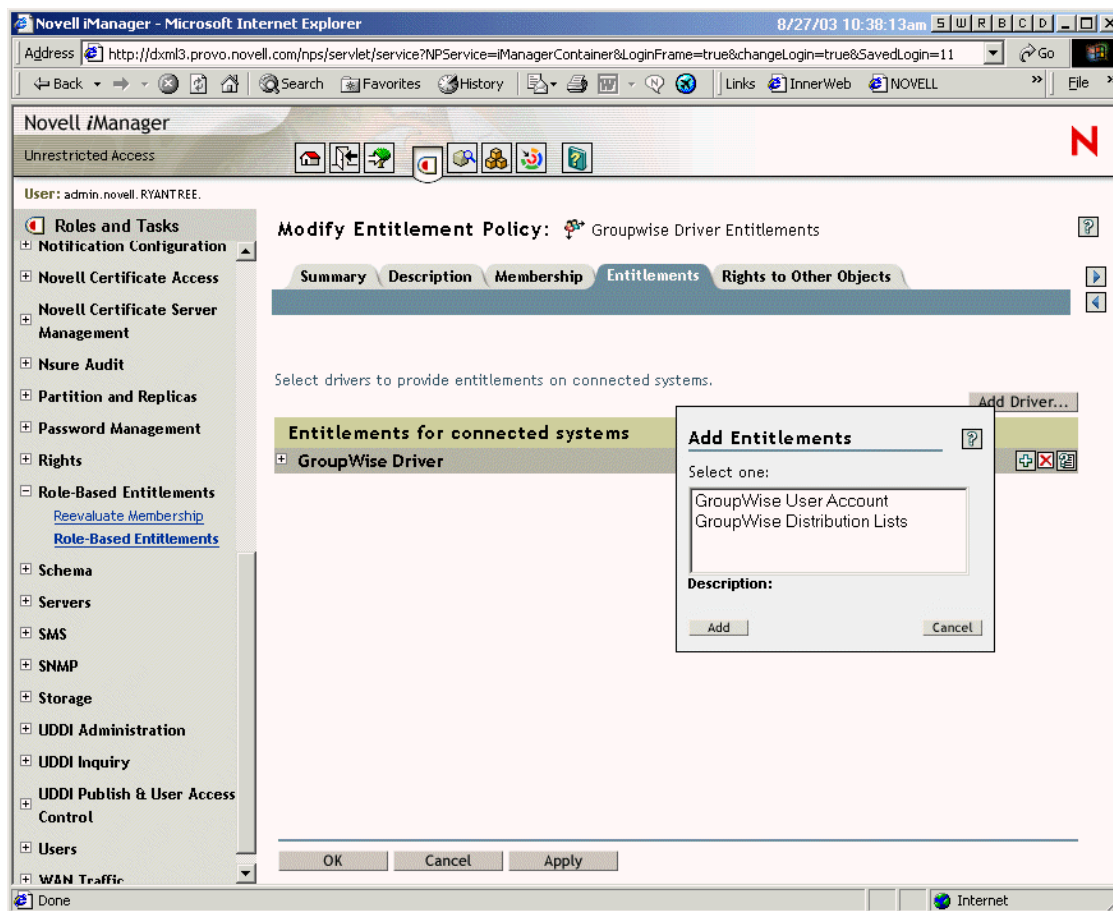 Novell iManager - Microsoft Internet Explorer 8/27/03 10:38:13am S W R B C D
Address http://dxml3.provo.novell.com/nps/servlet/service?NPService=iManagerContainer&LoginFrame=true&changeLogin=true&SavedLogin=11 Go
Back Search Favorites History Links InnerWeb NOVELL » File »
Novell iManager
Unrestricted Access
N
User: admin.novell.RYANTREE.
Roles and Tasks
Notification Configuration
Novell Certificate Access
Novell Certificate Server
Management
Nsure Audit
Partition and Replicas
Password Management
Rights
Role-Based Entitlements
Reevaluate Membership
Role-Based Entitlements
Schema
Servers
SMS
SNMP
Storage
UDDI Administration
UDDI Inquiry
UDDI Publish & User Access
Control
Users
WAN Traffic
Modify Entitlement Policy: Groupwise Driver Entitlements
Summary Description Membership Entitlements Rights to Other Objects
Select drivers to provide entitlements on connected systems.
Add Driver...
Entitlements for connected systems
GroupWise Driver
Add Entitlements
Select one:
GroupWise User Account
GroupWise Distribution Lists
Description:
Add Cancel
OK Cancel Apply
Done Internet